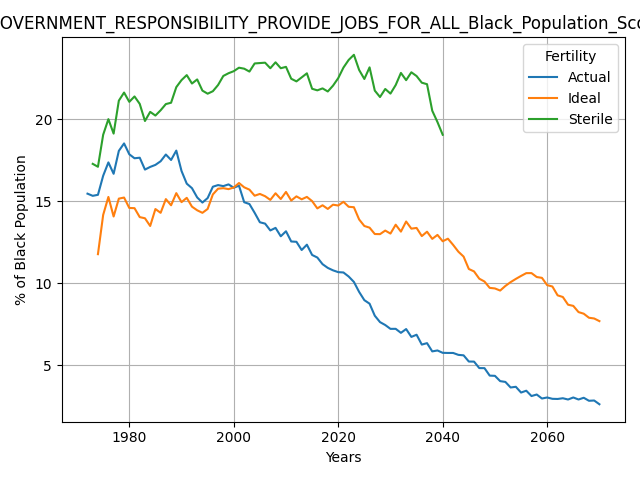 OVERNMENT_RESPONSIBILITY_PROVIDE_JOBS_FOR_ALL_Black_Population_Sco
Fertility
Actual
Ideal
Sterile
% of Black Population
20
15
10
5
1980 2000 2020 2040 2060
Years